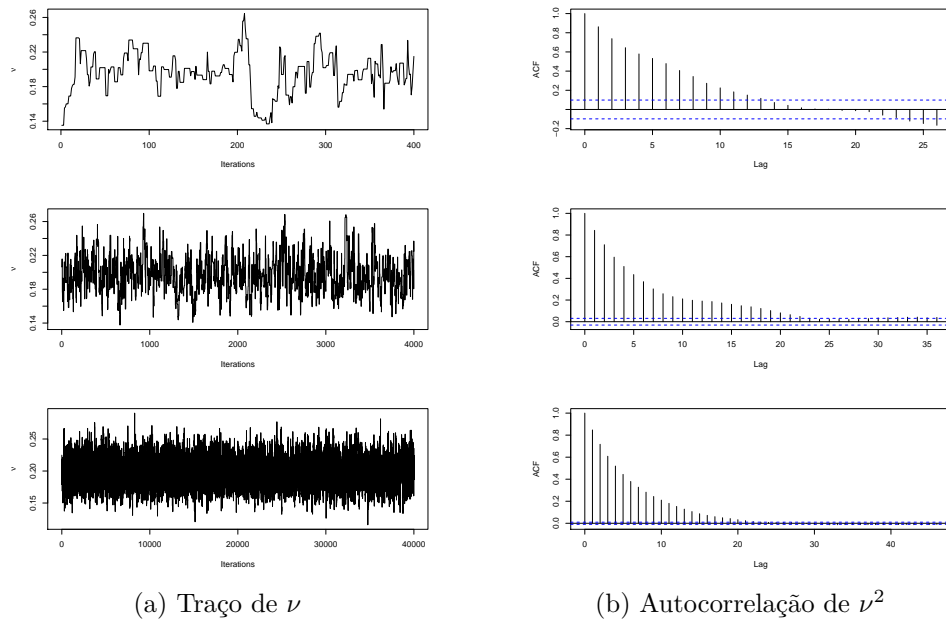 0.14 0.18 0.22 0.26
ν
0 100 200 300 400
Iterations
−0.2 0.2 0.4 0.6 0.8 1.0
ACF
0 5 10 15 20 25
Lag
0.14 0.18 0.22 0.26
ν
0 1000 2000 3000 4000
Iterations
0.0 0.2 0.4 0.6 0.8 1.0
ACF
0 5 10 15 20 25 30 35
Lag
0.15 0.20 0.25
ν
0 10000 20000 30000 40000
Iterations
0.0 0.2 0.4 0.6 0.8 1.0
ACF
0 10 20 30 40
Lag
(a) Traço de ν
(b) Autocorrelação de ν²